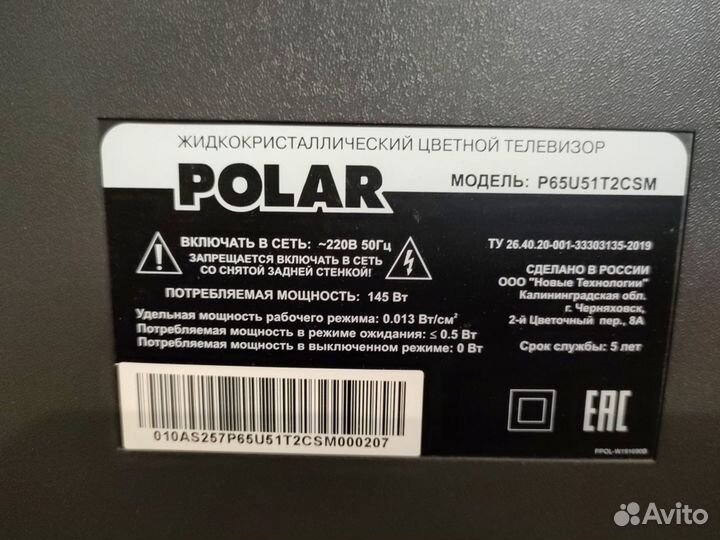 ЖИДКОКРИСТАЛЛИЧЕСКИЙ ЦВЕТНОЙ ТЕЛЕВИЗОР
POLAR
МОДЕЛЬ: P65U51T2CSM
ВКЛЮЧАТЬ В СЕТЬ: ~220В 50Гц
ЗАПРЕЩАЕТСЯ ВКЛЮЧАТЬ В СЕТЬ
СО СНЯТОЙ ЗАДНЕЙ СТЕНКОЙ!
ПОТРЕБЛЯЕМАЯ МОЩНОСТЬ: 145 Вт
Удельная мощность рабочего режима: 0.013 Вт/см²
Потребляемая мощность в режиме ожидания: ≤ 0.5 Вт
Потребляемая мощность в выключенном режиме: 0 Вт
ТУ 26.40.20-001-33303135-2019
СДЕЛАНО В РОССИИ
ООО "Новые Технологии"
Калининградская обл.
г. Черняховск,
2-й Цветочный пер., 8А
Срок службы: 5 лет
010AS257P65U51T2CSM000207
EAC
Avito